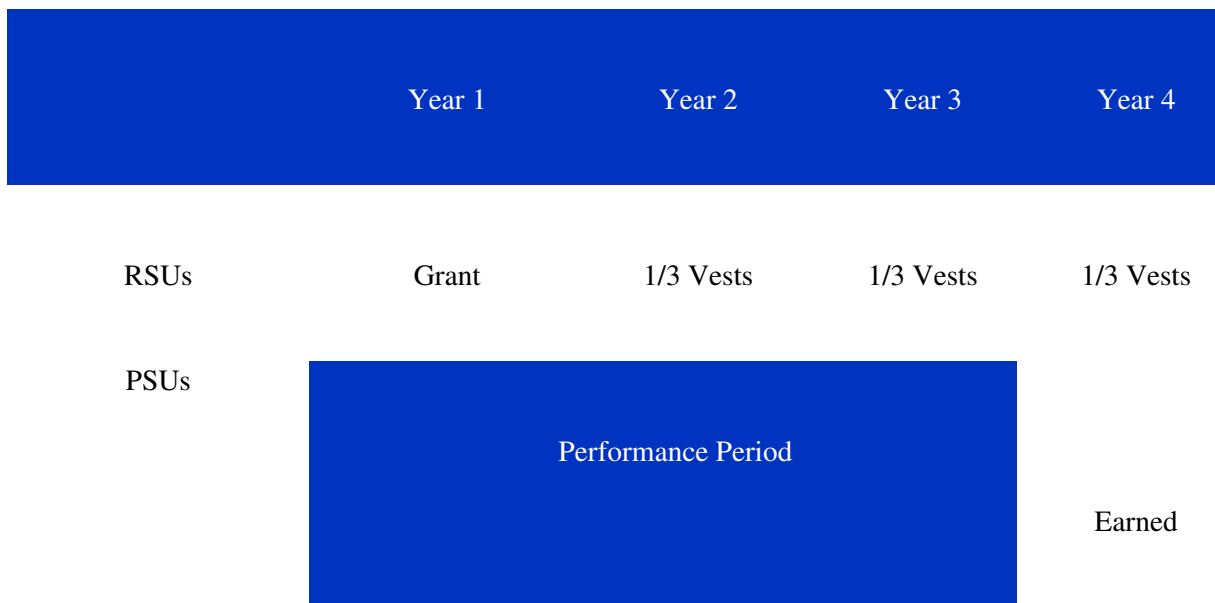 Year 1 Year 2 Year 3 Year 4
RSUs Grant 1/3 Vests 1/3 Vests 1/3 Vests
PSUs
Performance Period
Earned